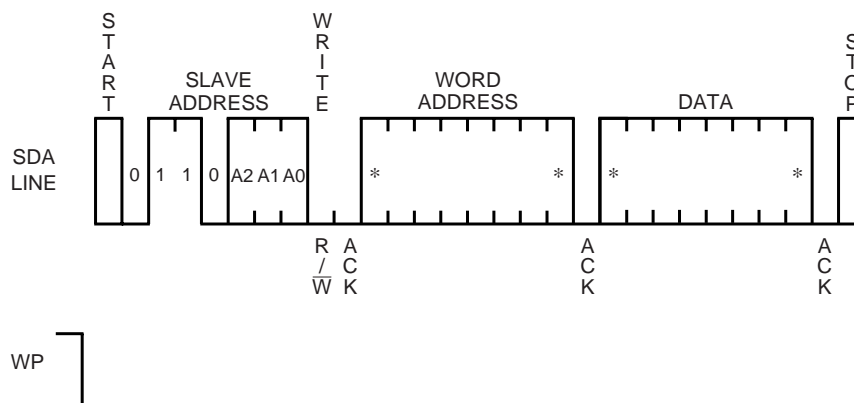 START
WRITE
STOP
SLAVE
ADDRESS
WORD
ADDRESS
DATA
SDA
LINE
0 1 1 0 A2 A1 A0 * * * *
R/W
ACK
ACK
ACK
WP